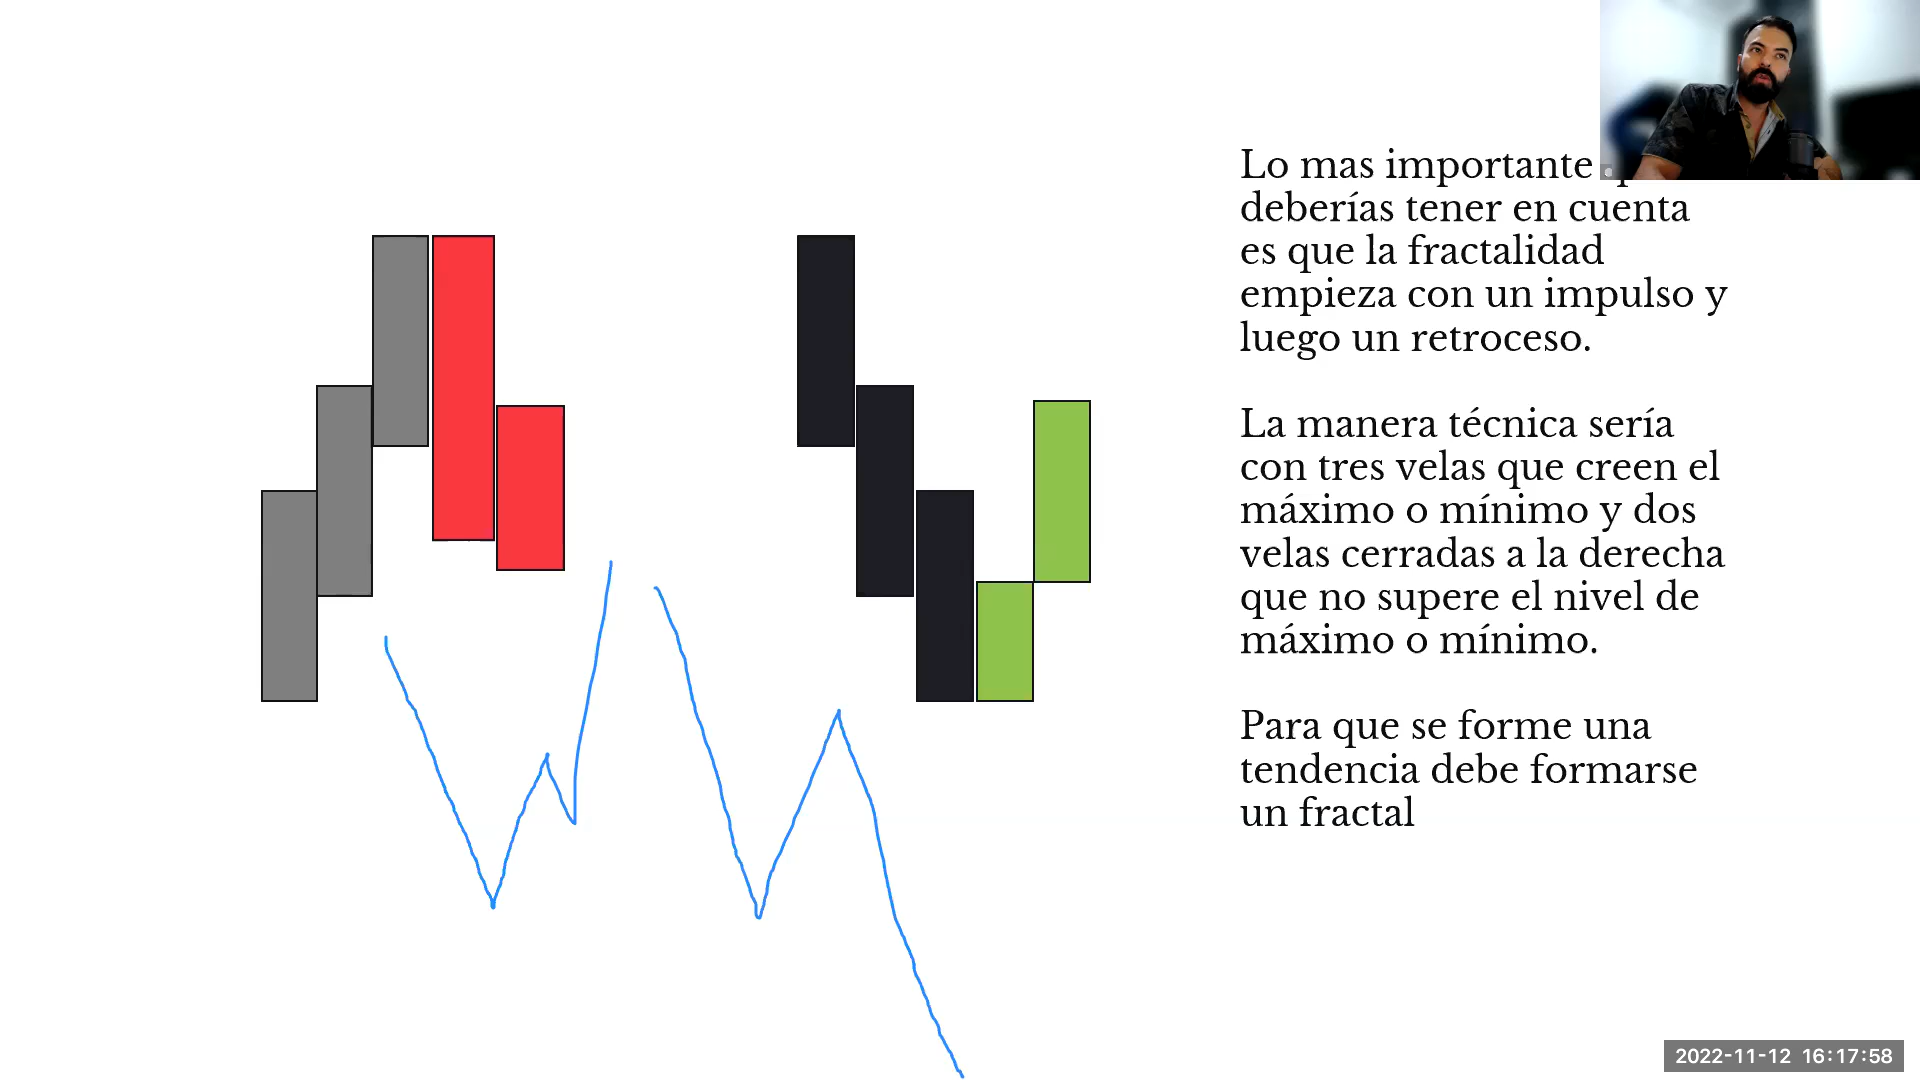 Lo mas importante
deberías tener en cuenta
es que la fractalidad
empieza con un impulso y
luego un retroceso.
La manera técnica sería
con tres velas que creen el
máximo o mínimo y dos
velas cerradas a la derecha
que no supere el nivel de
máximo o mínimo.
Para que se forme una
tendencia debe formarse
un fractal
2022-11-12 16:17:58